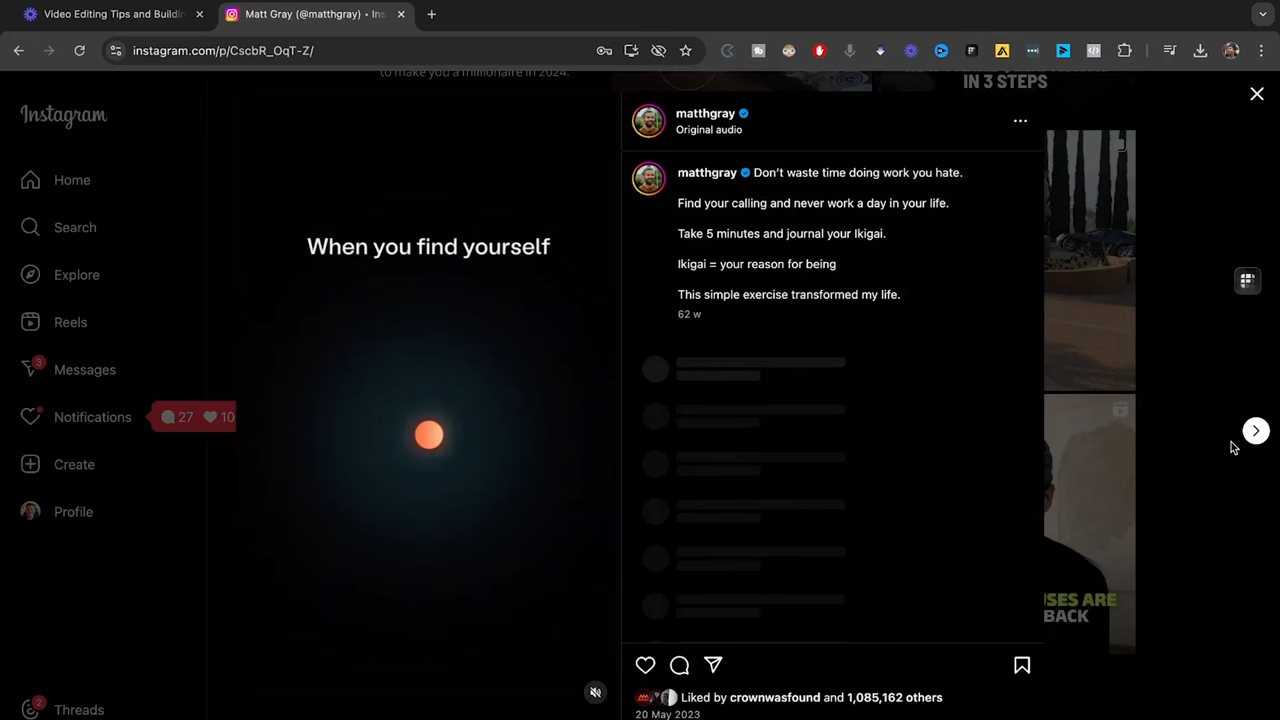 Video Editing Tips and Buildin
Matt Gray (@matthgray) • Ins
instagram.com/p/CscbR_OqT-Z/
to make you a millionaire in 2024.
IN 3 STEPS
Instagram
matthgray
Original audio
Home
matthgray Don't waste time doing work you hate.
Find your calling and never work a day in your life.
Search
Take 5 minutes and journal your Ikigai.
When you find yourself
Ikigai = your reason for being
Explore
This simple exercise transformed my life.
62 w
Reels
3
Messages
Notifications
27 10
Create
Profile
USES ARE
BACK
Liked by crownwasfound and 1,085,162 others
20 May 2023
2
Threads